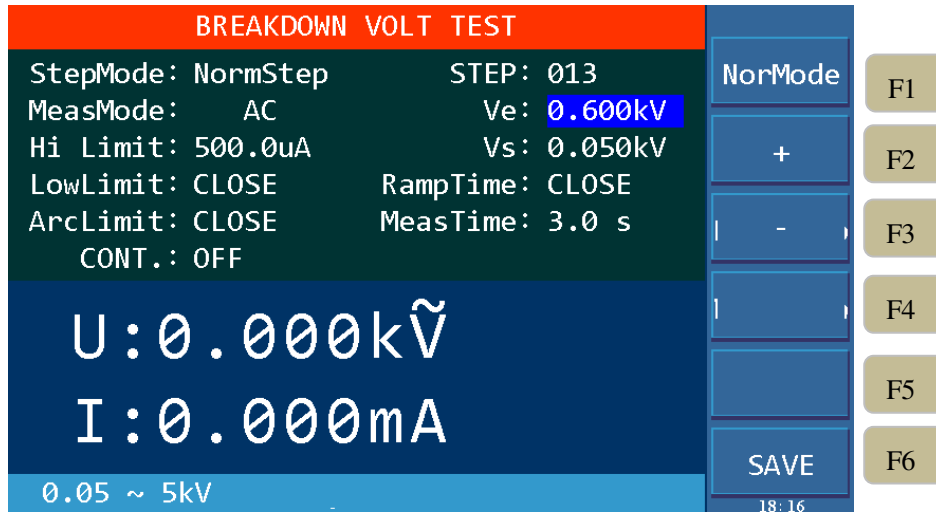 BREAKDOWN VOLT TEST
StepMode: NormStep STEP: 013
MeasMode: AC Ve: 0.600kV
Hi Limit: 500.0uA Vs: 0.050kV
LowLimit: CLOSE RampTime: CLOSE
ArcLimit: CLOSE MeasTime: 3.0 s
CONT.: OFF
U:0.000kṼ
I:0.000mA
0.05 ~ 5kV
NorMode
+
-
SAVE
18:16
F1
F2
F3
F4
F5
F6